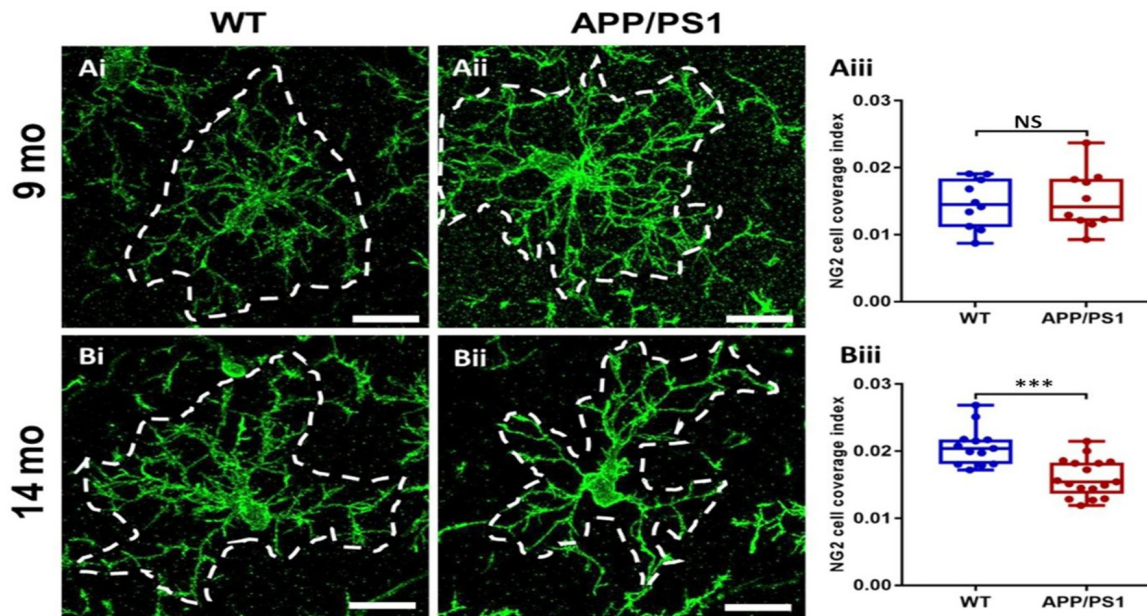 WT
APP/PS1
9 mo
Ai
Aii
Aiii
NG2 cell coverage index
0.03
0.02
0.01
0.00
NS
WT
APP/PS1
14 mo
Bi
Bii
Biii
NG2 cell coverage index
0.03
0.02
0.01
0.00
***
WT
APP/PS1